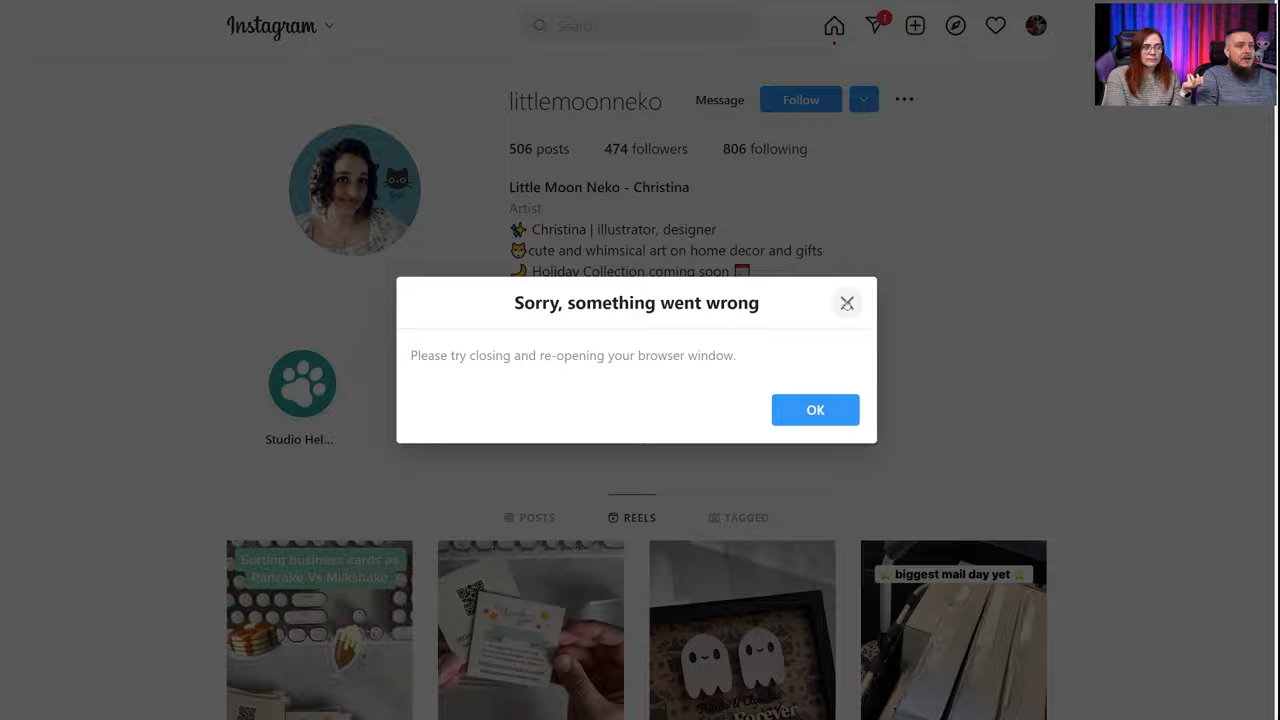 Instagram
Search
1
littlemoonneko
Message
Follow
506 posts
474 followers
806 following
Little Moon Neko - Christina
Artist
✨ Christina | illustrator, designer
🐱cute and whimsical art on home decor and gifts
🌙 Holiday Collection coming soon 🗓
Sorry, something went wrong
Please try closing and re-opening your browser window.
OK
Studio Hel...
POSTS
REELS
TAGGED
Sorting business cards as
Pancake Vs Milkshake
biggest mail day yet
Forever